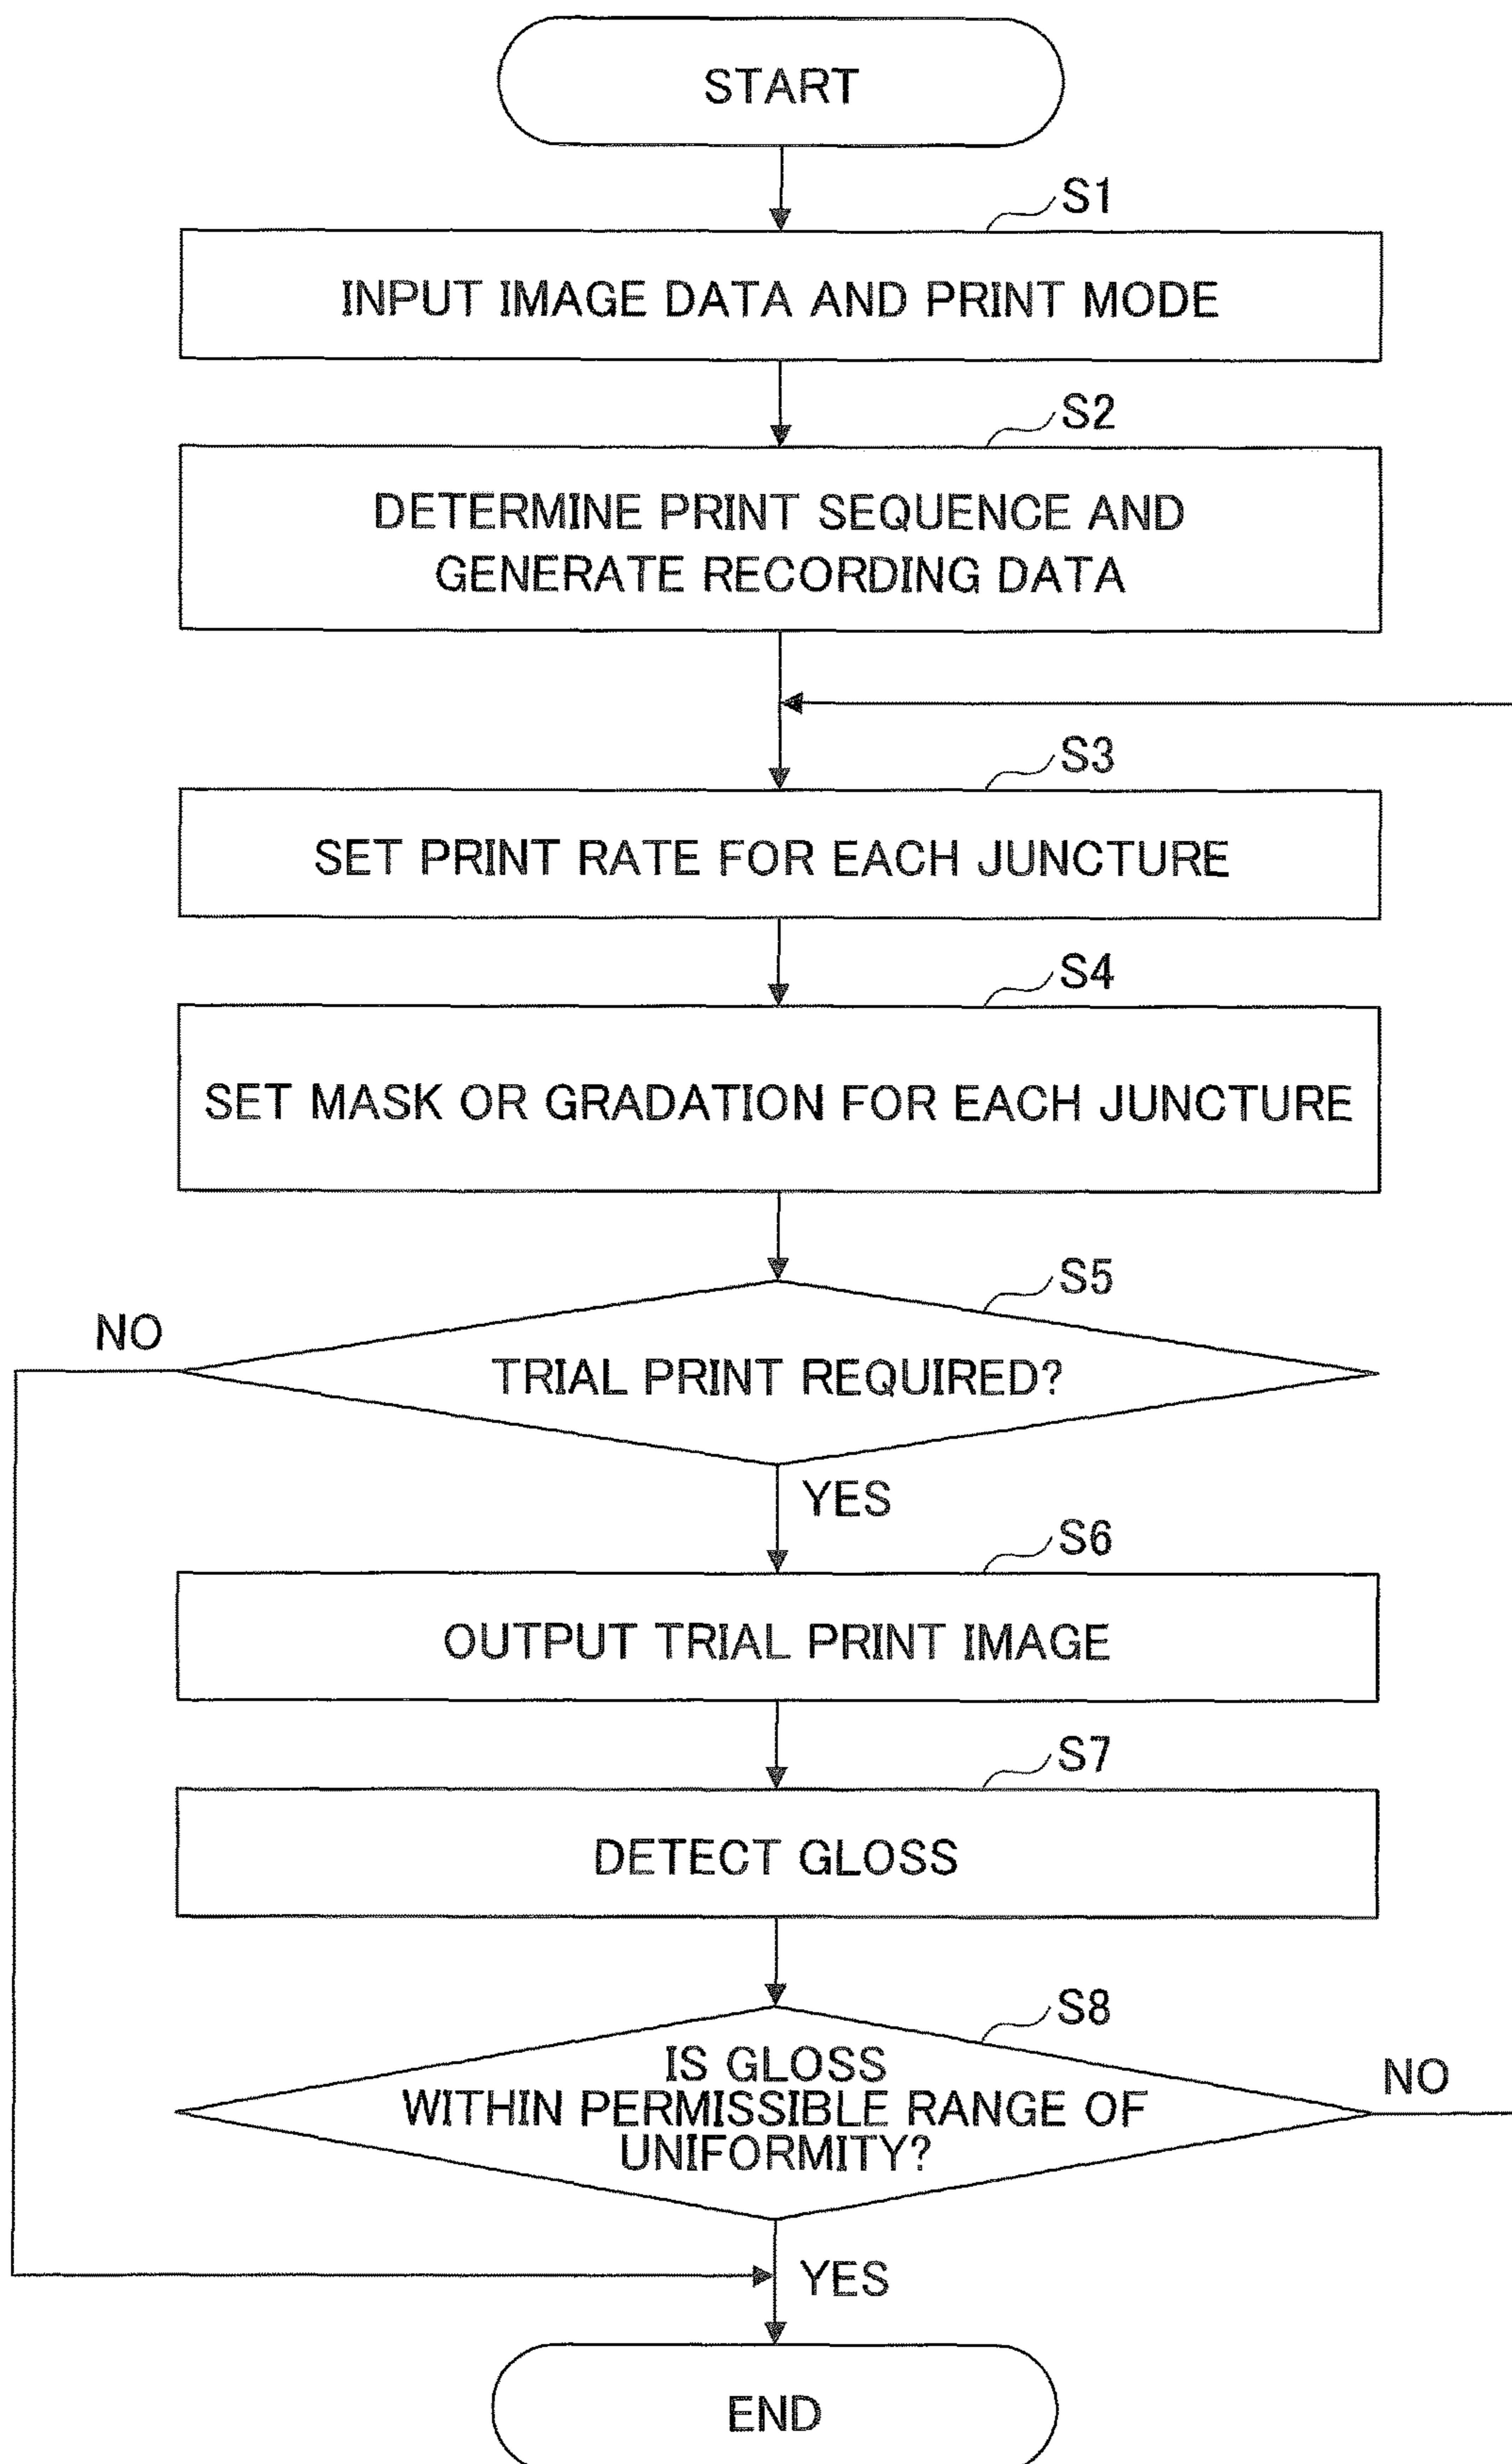 START
S1
INPUT IMAGE DATA AND PRINT MODE
S2
DETERMINE PRINT SEQUENCE AND
GENERATE RECORDING DATA
S3
SET PRINT RATE FOR EACH JUNCTURE
S4
SET MASK OR GRADATION FOR EACH JUNCTURE
S5
NO
TRIAL PRINT REQUIRED?
YES
S6
OUTPUT TRIAL PRINT IMAGE
S7
DETECT GLOSS
S8
IS GLOSS
WITHIN PERMISSIBLE RANGE OF
UNIFORMITY?
NO
YES
END